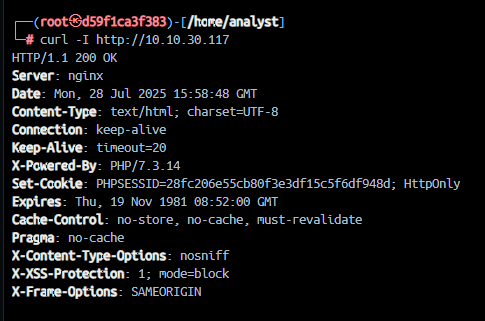 ┌──(root㉿d59f1ca3f383)-[/home/analyst]
└─# curl -I http://10.10.30.117
HTTP/1.1 200 OK
Server: nginx
Date: Mon, 28 Jul 2025 15:58:48 GMT
Content-Type: text/html; charset=UTF-8
Connection: keep-alive
Keep-Alive: timeout=20
X-Powered-By: PHP/7.3.14
Set-Cookie: PHPSESSID=28fc206e55cb80f3e3df15c5f6df948d; HttpOnly
Expires: Thu, 19 Nov 1981 08:52:00 GMT
Cache-Control: no-store, no-cache, must-revalidate
Pragma: no-cache
X-Content-Type-Options: nosniff
X-XSS-Protection: 1; mode=block
X-Frame-Options: SAMEORIGIN